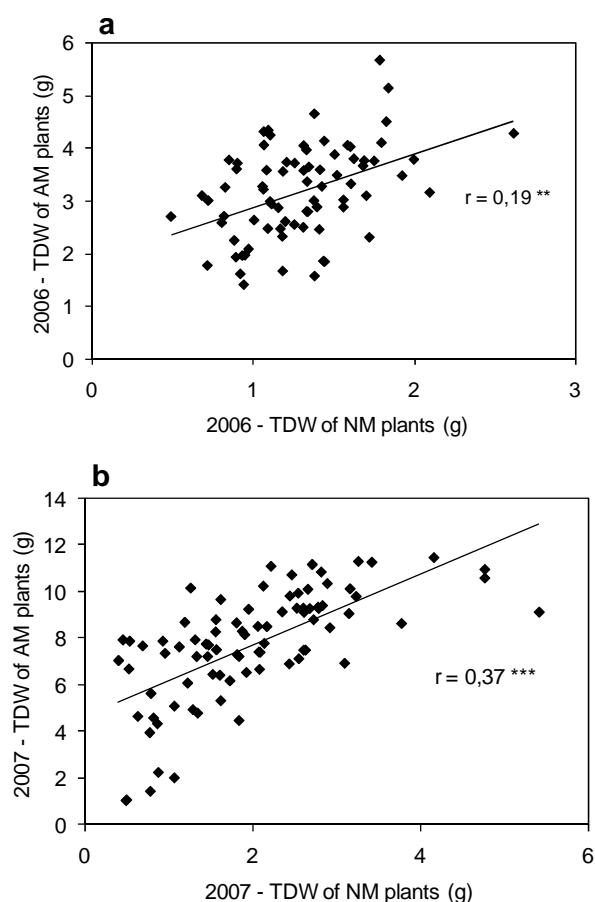 a
6
5
4
3
2
1
0
2006 - TDW of AM plants (g)
r = 0,19 **
0 1 2 3
2006 - TDW of NM plants (g)
b
14
12
10
8
6
4
2
0
2007 - TDW of AM plants (g)
r = 0,37 ***
0 2 4 6
2007 - TDW of NM plants (g)